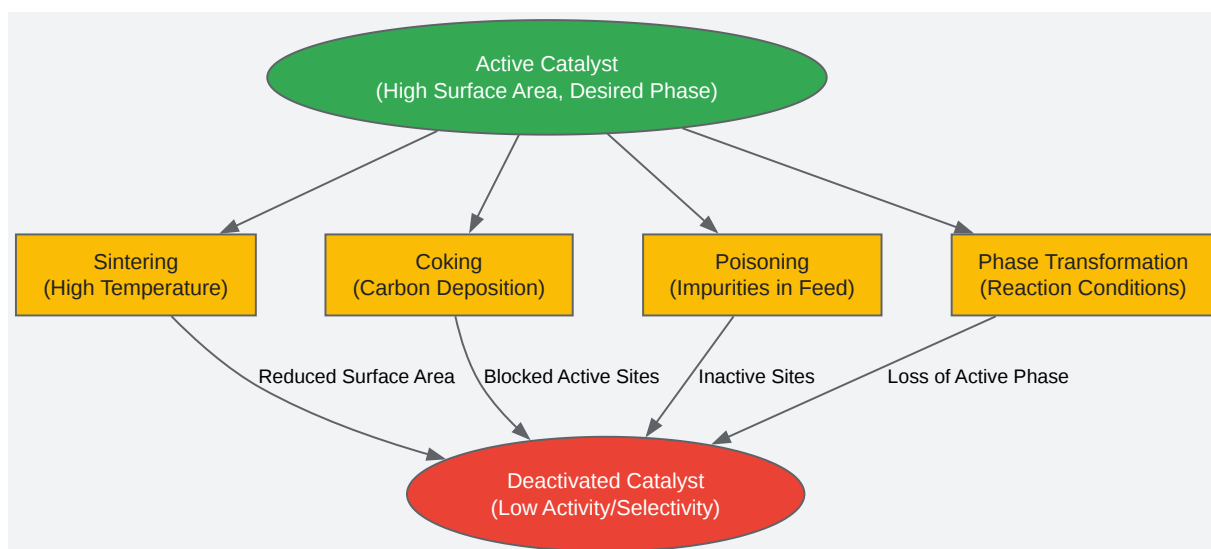 Active Catalyst
(High Surface Area, Desired Phase)
Sintering
(High Temperature)
Coking
(Carbon Deposition)
Poisoning
(Impurities in Feed)
Phase Transformation
(Reaction Conditions)
Reduced Surface Area
Blocked Active Sites
Inactive Sites
Loss of Active Phase
Deactivated Catalyst
(Low Activity/Selectivity)